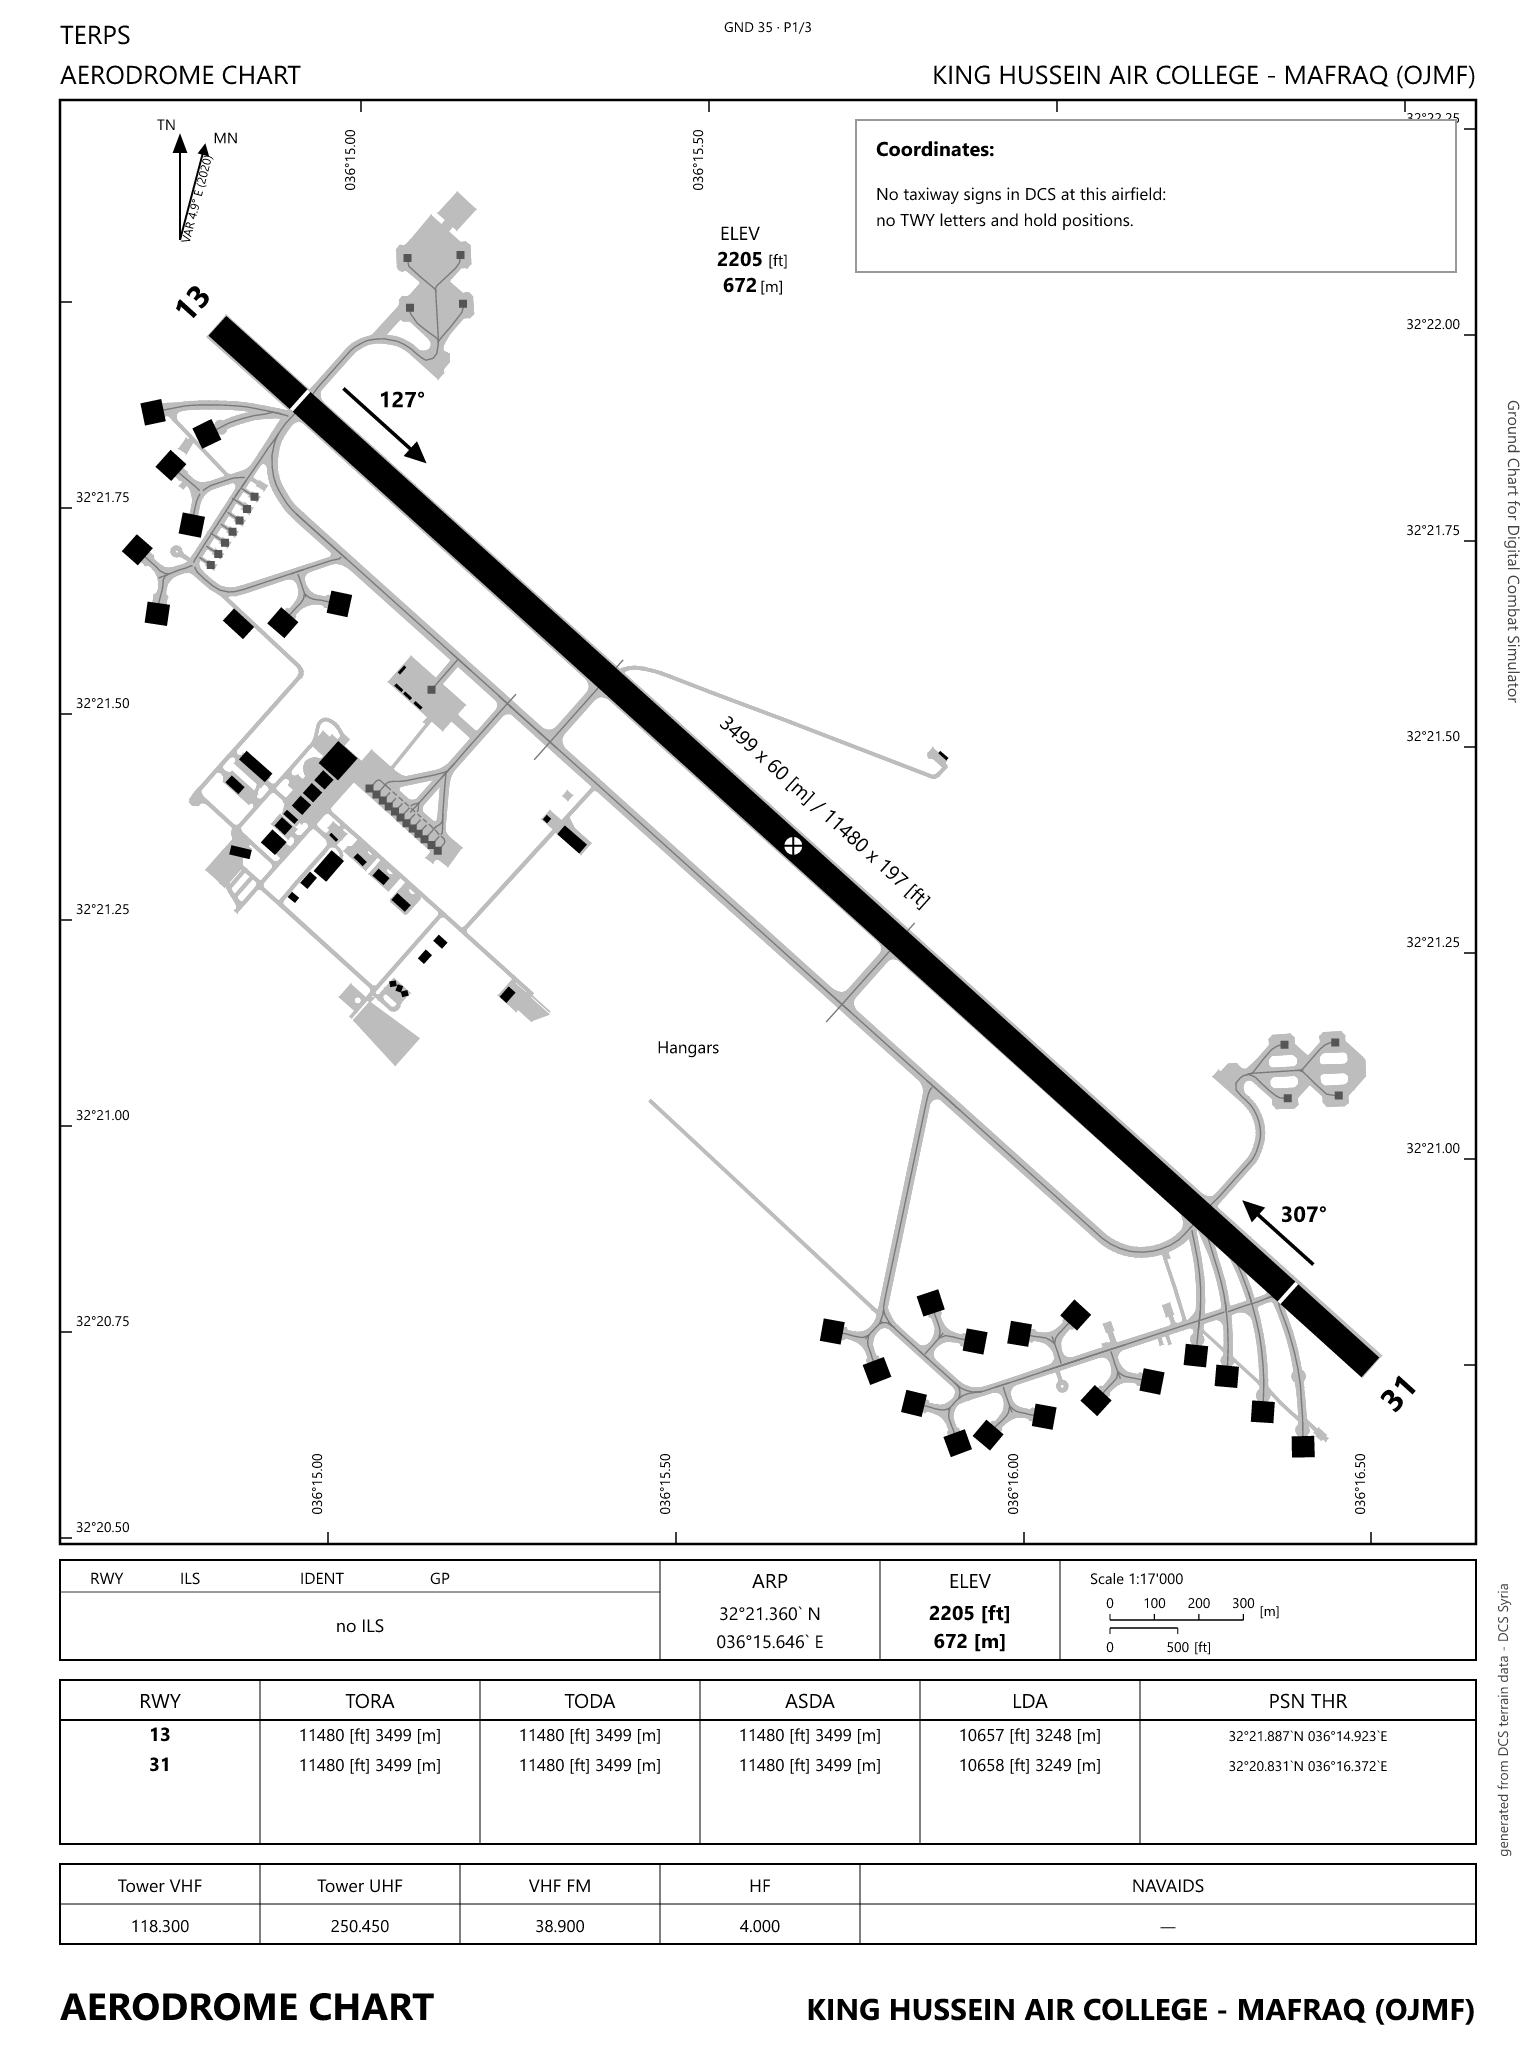 GND 35 · P1/3
TERPS
AERODROME CHART
KING HUSSEIN AIR COLLEGE - MAFRAQ (OJMF)
TN
MN
VAR 4.9° E (2020)
036°15.00
036°15.50
32°22.25
Coordinates:
No taxiway signs in DCS at this airfield:
no TWY letters and hold positions.
ELEV
2205 [ft]
672 [m]
13
32°22.00
127°
32°21.75
32°21.75
32°21.50
32°21.50
3499 x 60 [m] / 11480 x 197 [ft]
32°21.25
32°21.25
Hangars
32°21.00
32°21.00
307°
32°20.75
31
036°15.00
036°15.50
036°16.00
036°16.50
32°20.50
Ground Chart for Digital Combat Simulator
RWY ILS IDENT GP
no ILS
ARP
32°21.360` N
036°15.646` E
ELEV
2205 [ft]
672 [m]
Scale 1:17'000
0 100 200 300 [m]
0 500 [ft]
RWY TORA TODA ASDA LDA PSN THR
13 11480 [ft] 3499 [m] 11480 [ft] 3499 [m] 11480 [ft] 3499 [m] 10657 [ft] 3248 [m] 32°21.887`N 036°14.923`E
31 11480 [ft] 3499 [m] 11480 [ft] 3499 [m] 11480 [ft] 3499 [m] 10658 [ft] 3249 [m] 32°20.831`N 036°16.372`E
generated from DCS terrain data - DCS Syria
Tower VHF Tower UHF VHF FM HF NAVAIDS
118.300 250.450 38.900 4.000 —
AERODROME CHART
KING HUSSEIN AIR COLLEGE - MAFRAQ (OJMF)